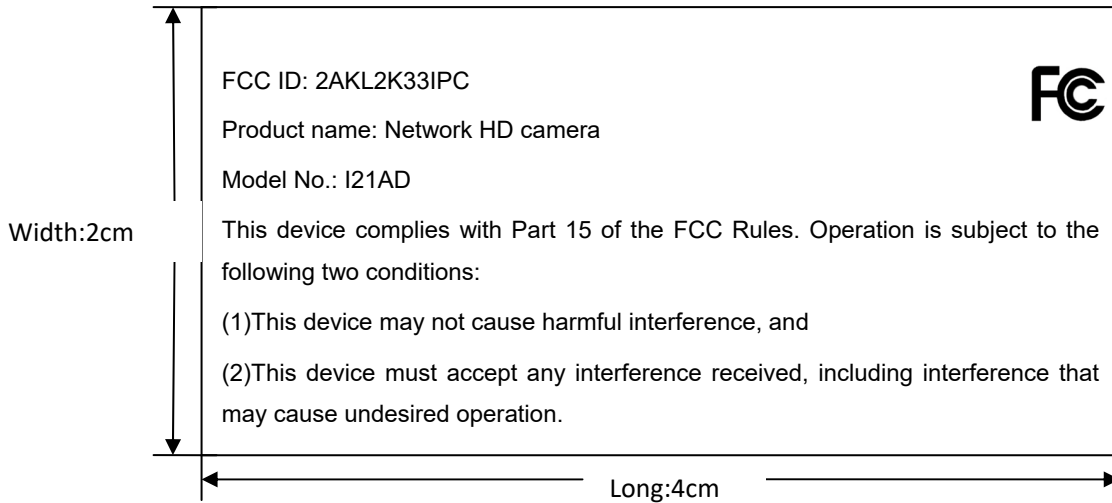 FCC ID: 2AKL2K33IPC
FC
Product name: Network HD camera
Model No.: I21AD
Width:2cm
This device complies with Part 15 of the FCC Rules. Operation is subject to the
following two conditions:
(1)This device may not cause harmful interference, and
(2)This device must accept any interference received, including interference that
may cause undesired operation.
Long:4cm